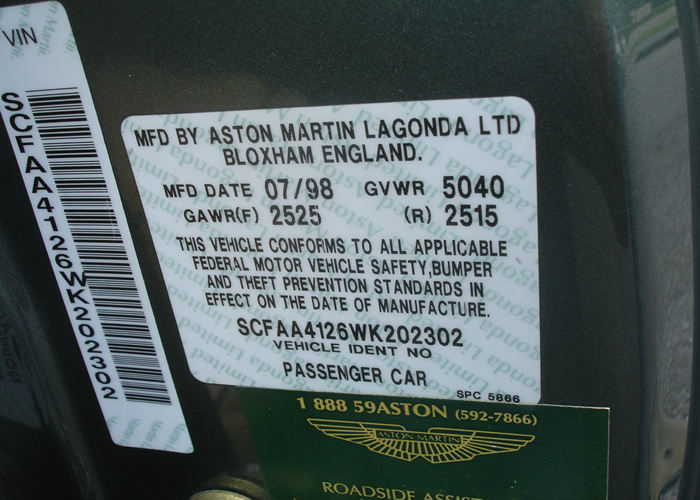 VIN
SCFAA4126WK202302
MFD BY ASTON MARTIN LAGONDA LTD
BLOXHAM ENGLAND.
MFD DATE 07/98 GVWR 5040
GAWR(F) 2525 (R) 2515
THIS VEHICLE CONFORMS TO ALL APPLICABLE
FEDERAL MOTOR VEHICLE SAFETY,BUMPER
AND THEFT PREVENTION STANDARDS IN
EFFECT ON THE DATE OF MANUFACTURE.
SCFAA4126WK202302
VEHICLE IDENT NO
PASSENGER CAR
SPC 5866
1 888 59ASTON (592-7866)
ASTON MARTIN
ROADSIDE